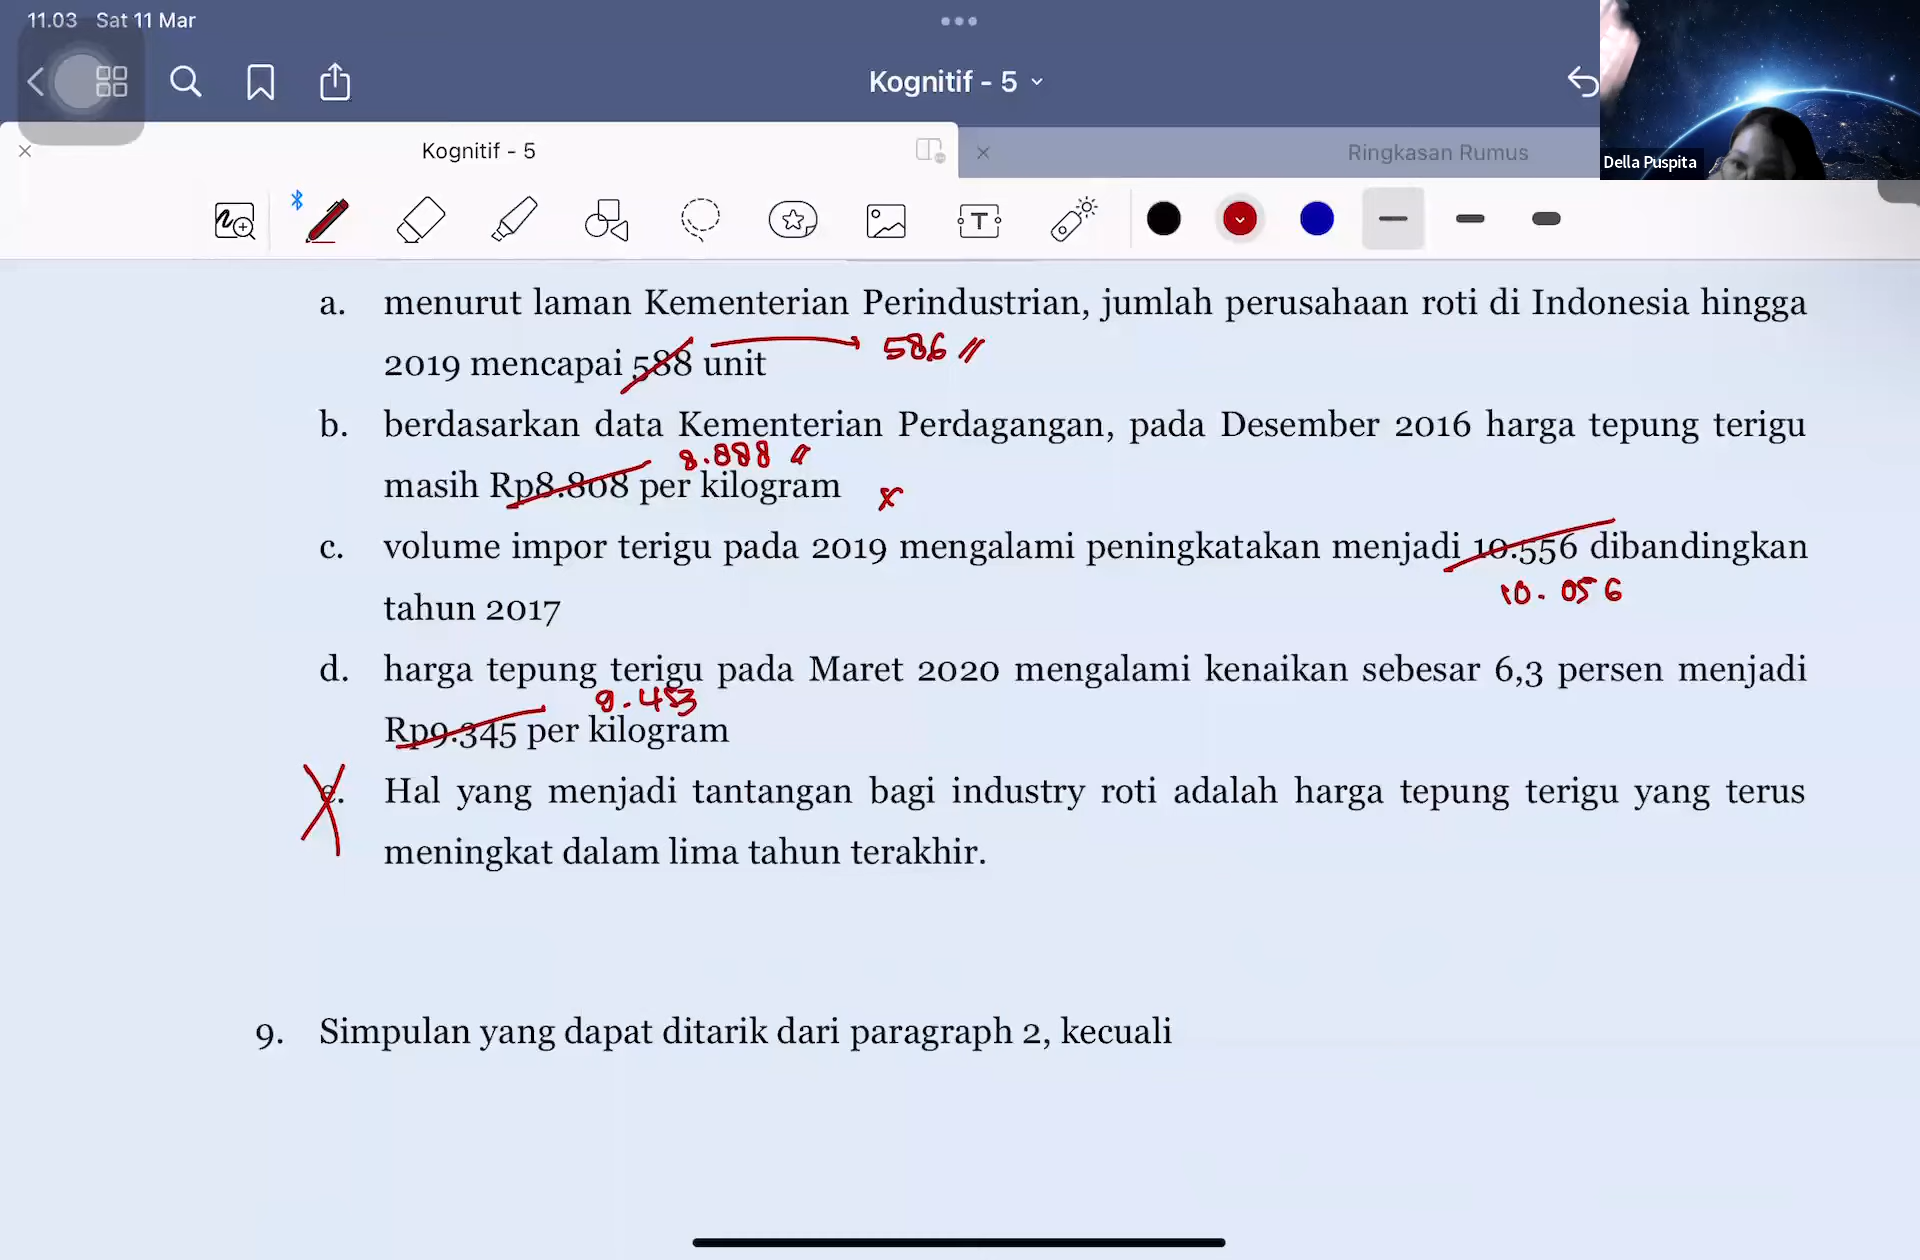 11.03 Sat 11 Mar
Kognitif - 5
Della Puspita
Kognitif - 5
Ringkasan Rumus
T
a. menurut laman Kementerian Perindustrian, jumlah perusahaan roti di Indonesia hingga
2019 mencapai 588 unit
586
b. berdasarkan data Kementerian Perdagangan, pada Desember 2016 harga tepung terigu
8.888
masih Rp8.808 per kilogram x
c. volume impor terigu pada 2019 mengalami peningkatakan menjadi 10.556 dibandingkan
10.056
tahun 2017
d. harga tepung terigu pada Maret 2020 mengalami kenaikan sebesar 6,3 persen menjadi
9.453
Rp9.345 per kilogram
e. Hal yang menjadi tantangan bagi industry roti adalah harga tepung terigu yang terus
meningkat dalam lima tahun terakhir.
9. Simpulan yang dapat ditarik dari paragraph 2, kecuali